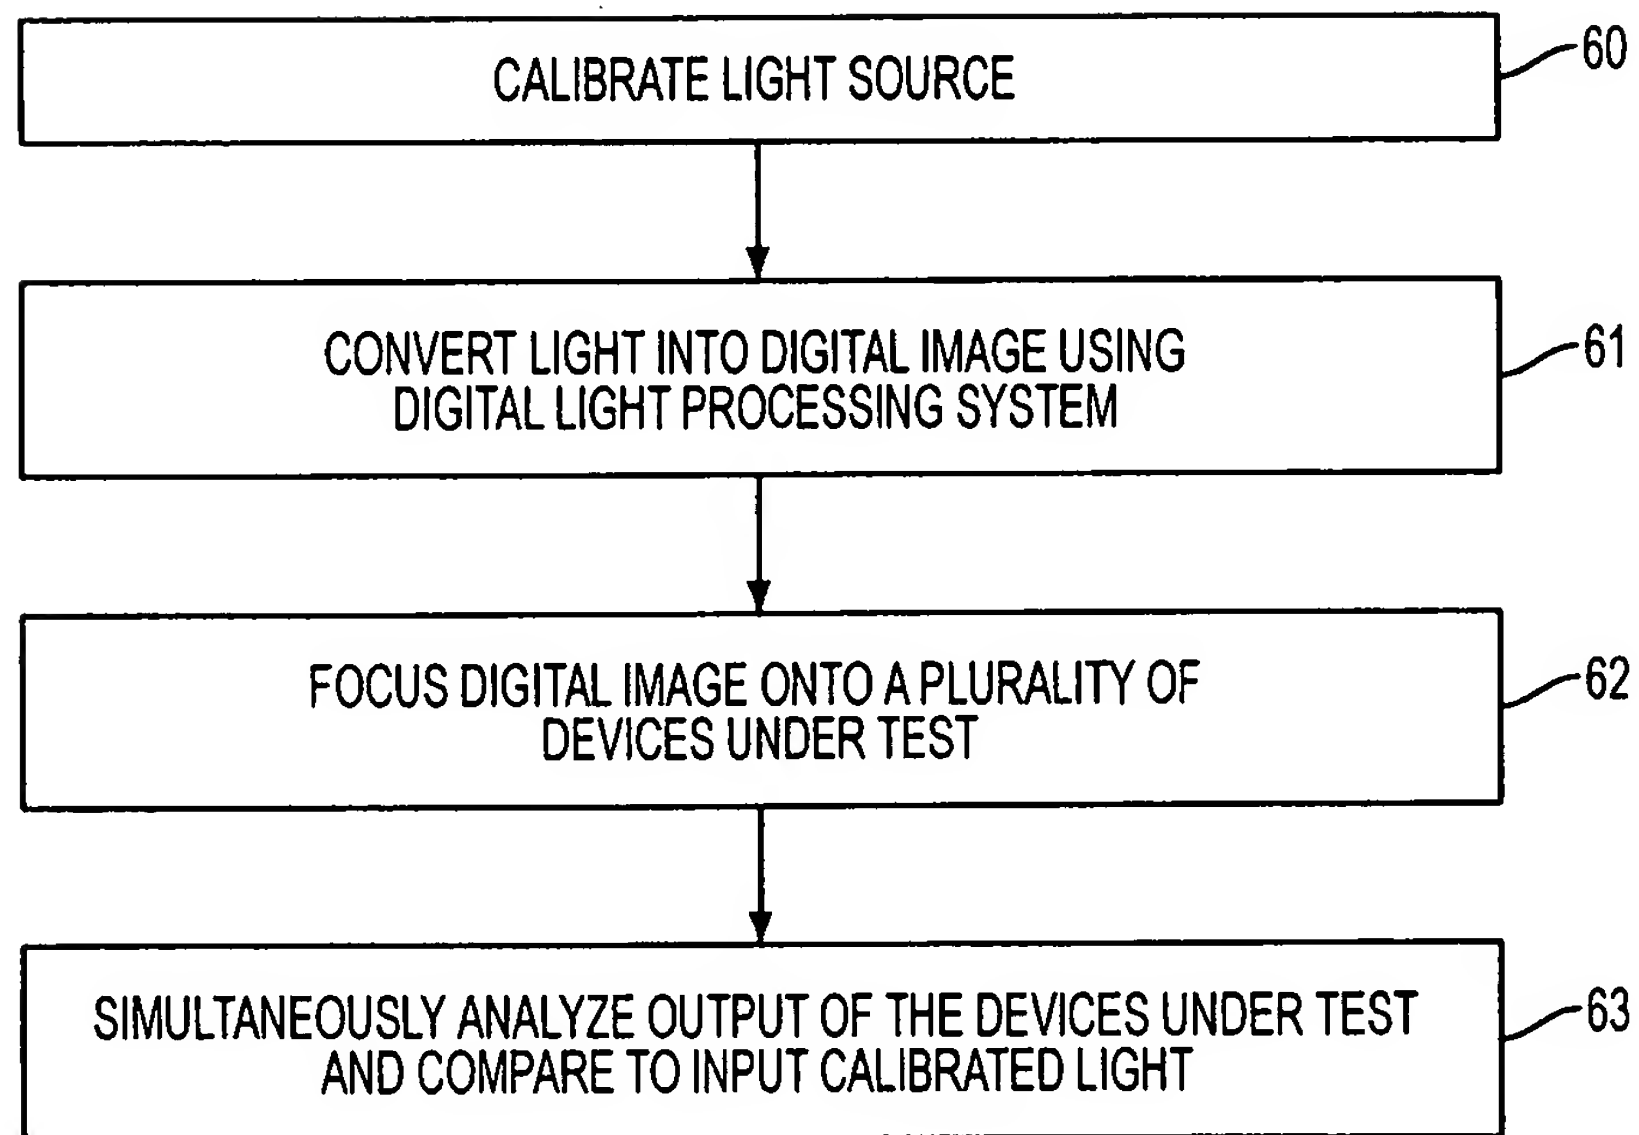 CALIBRATE LIGHT SOURCE
60
CONVERT LIGHT INTO DIGITAL IMAGE USING
DIGITAL LIGHT PROCESSING SYSTEM
61
FOCUS DIGITAL IMAGE ONTO A PLURALITY OF
DEVICES UNDER TEST
62
SIMULTANEOUSLY ANALYZE OUTPUT OF THE DEVICES UNDER TEST
AND COMPARE TO INPUT CALIBRATED LIGHT
63